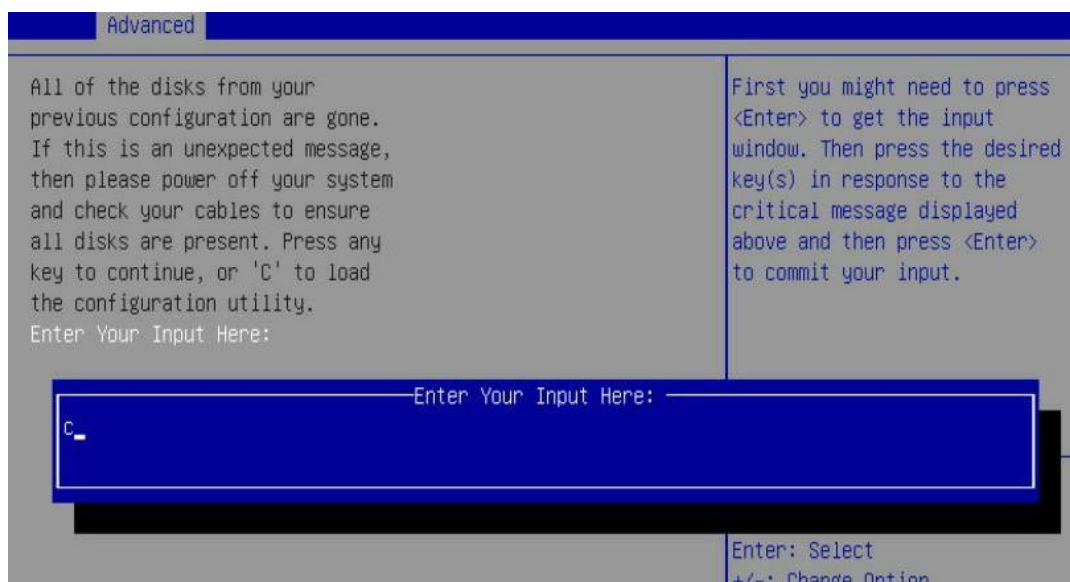 Advanced
All of the disks from your
previous configuration are gone.
If this is an unexpected message,
then please power off your system
and check your cables to ensure
all disks are present. Press any
key to continue, or 'C' to load
the configuration utility.
Enter Your Input Here:
First you might need to press
<Enter> to get the input
window. Then press the desired
key(s) in response to the
critical message displayed
above and then press <Enter>
to commit your input.
Enter Your Input Here:
C_
Enter: Select
+/-: Change Option